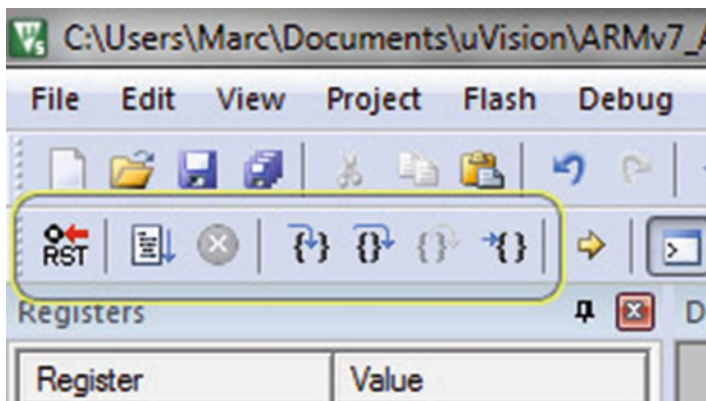 C:\Users\Marc\Documents\uVision\ARMv7_
File Edit View Project Flash Debug
RST {} {} {} {}
Registers
D
Register Value